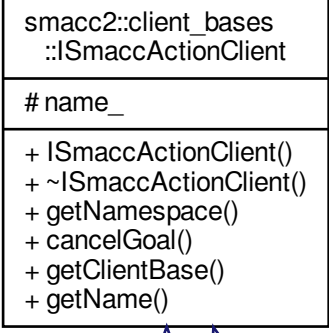 smacc2::client_bases
::ISmaccActionClient
# name_
+ ISmaccActionClient()
+ ~ISmaccActionClient()
+ getNamespace()
+ cancelGoal()
+ getClientBase()
+ getName()